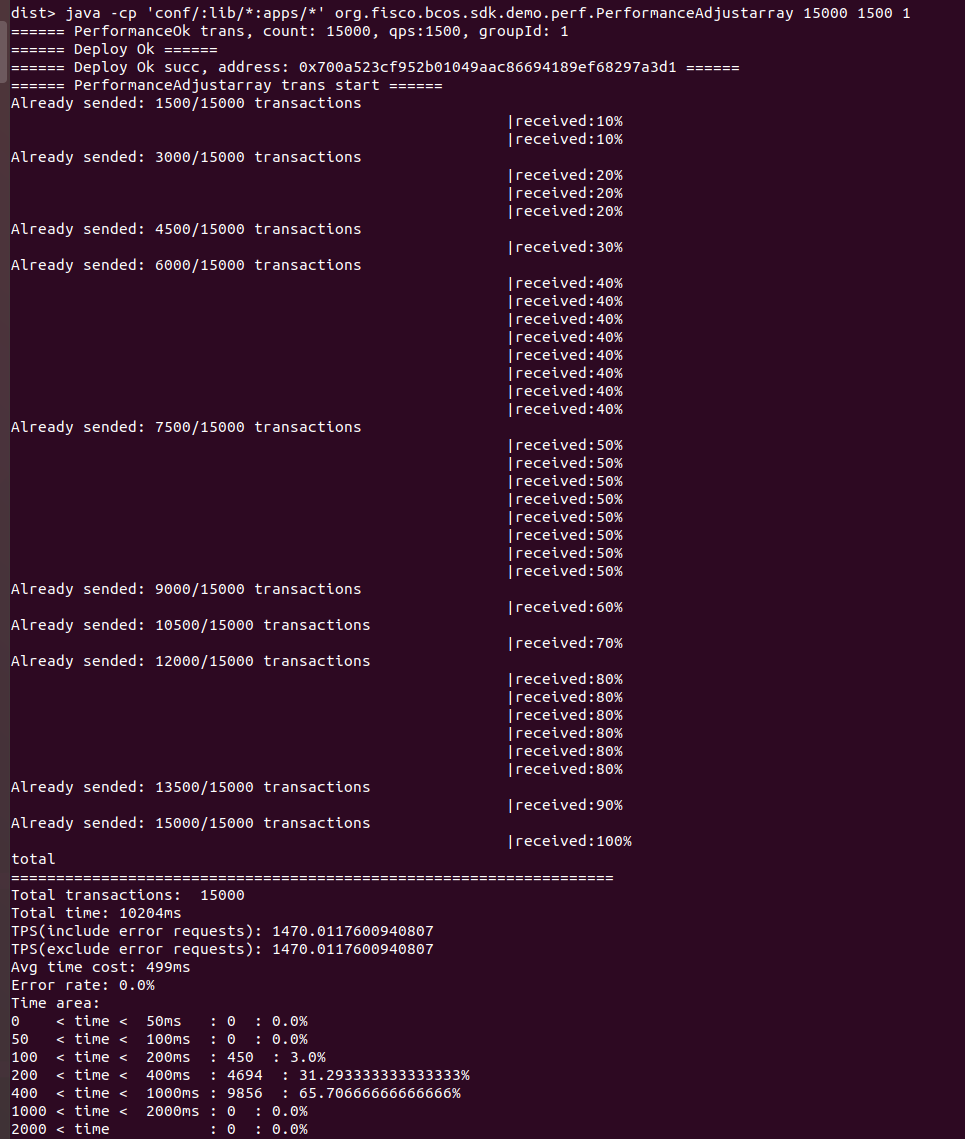 dist> java -cp 'conf/:lib/*:apps/*' org.fisco.bcos.sdk.demo.perf.PerformanceAdjustarray 15000 1500 1
====== PerformanceOk trans, count: 15000, qps:1500, groupId: 1
====== Deploy Ok ======
====== Deploy Ok succ, address: 0x700a523cf952b01049aac86694189ef68297a3d1 ======
====== PerformanceAdjustarray trans start ======
Already sended: 1500/15000 transactions
|received:10%
|received:10%
Already sended: 3000/15000 transactions
|received:20%
|received:20%
|received:20%
Already sended: 4500/15000 transactions
|received:30%
Already sended: 6000/15000 transactions
|received:40%
|received:40%
|received:40%
|received:40%
|received:40%
|received:40%
|received:40%
|received:40%
Already sended: 7500/15000 transactions
|received:50%
|received:50%
|received:50%
|received:50%
|received:50%
|received:50%
|received:50%
|received:50%
Already sended: 9000/15000 transactions
|received:60%
Already sended: 10500/15000 transactions
|received:70%
Already sended: 12000/15000 transactions
|received:80%
|received:80%
|received:80%
|received:80%
|received:80%
|received:80%
Already sended: 13500/15000 transactions
|received:90%
Already sended: 15000/15000 transactions
|received:100%
total
===================================================================
Total transactions:  15000
Total time: 10204ms
TPS(include error requests): 1470.0117600940807
TPS(exclude error requests): 1470.0117600940807
Avg time cost: 499ms
Error rate: 0.0%
Time area:
0    < time <  50ms   : 0  : 0.0%
50   < time <  100ms  : 0  : 0.0%
100  < time <  200ms  : 450  : 3.0%
200  < time <  400ms  : 4694  : 31.293333333333333%
400  < time <  1000ms : 9856  : 65.70666666666666%
1000 < time <  2000ms : 0  : 0.0%
2000 < time           : 0  : 0.0%